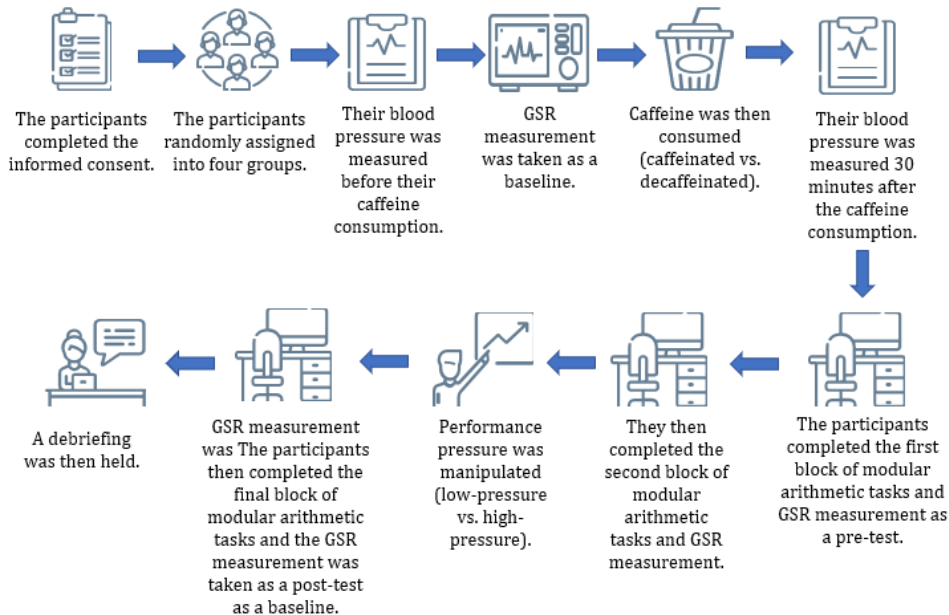 The participants
completed the
informed consent.
The participants
randomly assigned
into four groups.
Their blood
pressure was
measured
before their
caffeine
consumption.
GSR
measurement
was taken as a
baseline.
Caffeine was then
consumed
(caffeinated vs.
decaffeinated).
Their blood
pressure was
measured 30
minutes after
the caffeine
consumption.
The participants
completed the first
block of modular
arithmetic tasks and
GSR measurement as
a pre-test.
They then
completed the
second block of
modular
arithmetic
tasks and GSR
measurement.
Performance
pressure was
manipulated
(low-pressure
vs. high-
pressure).
GSR measurement
was The participants
then completed the
final block of
modular arithmetic
tasks and the GSR
measurement was
taken as a post-test
as a baseline.
A debriefing
was then held.